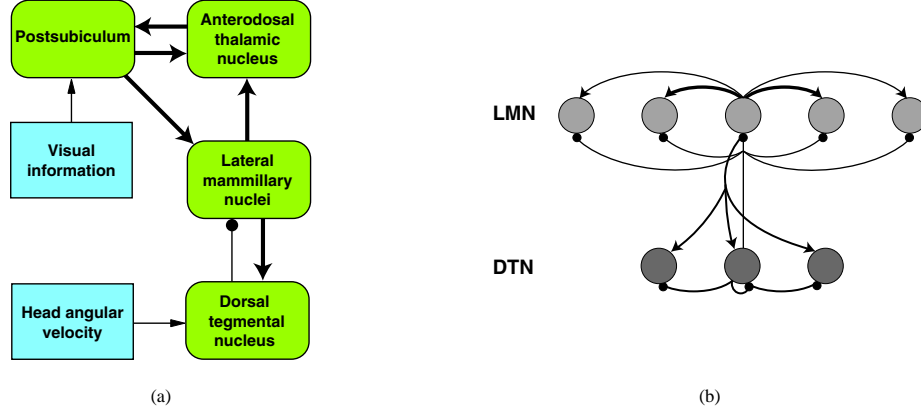 Postsubiculum
Anterodosal
thalamic
nucleus
Visual
information
Lateral
mammillary
nuclei
Head angular
velocity
Dorsal
tegmental
nucleus
(a)
LMN
DTN
(b)